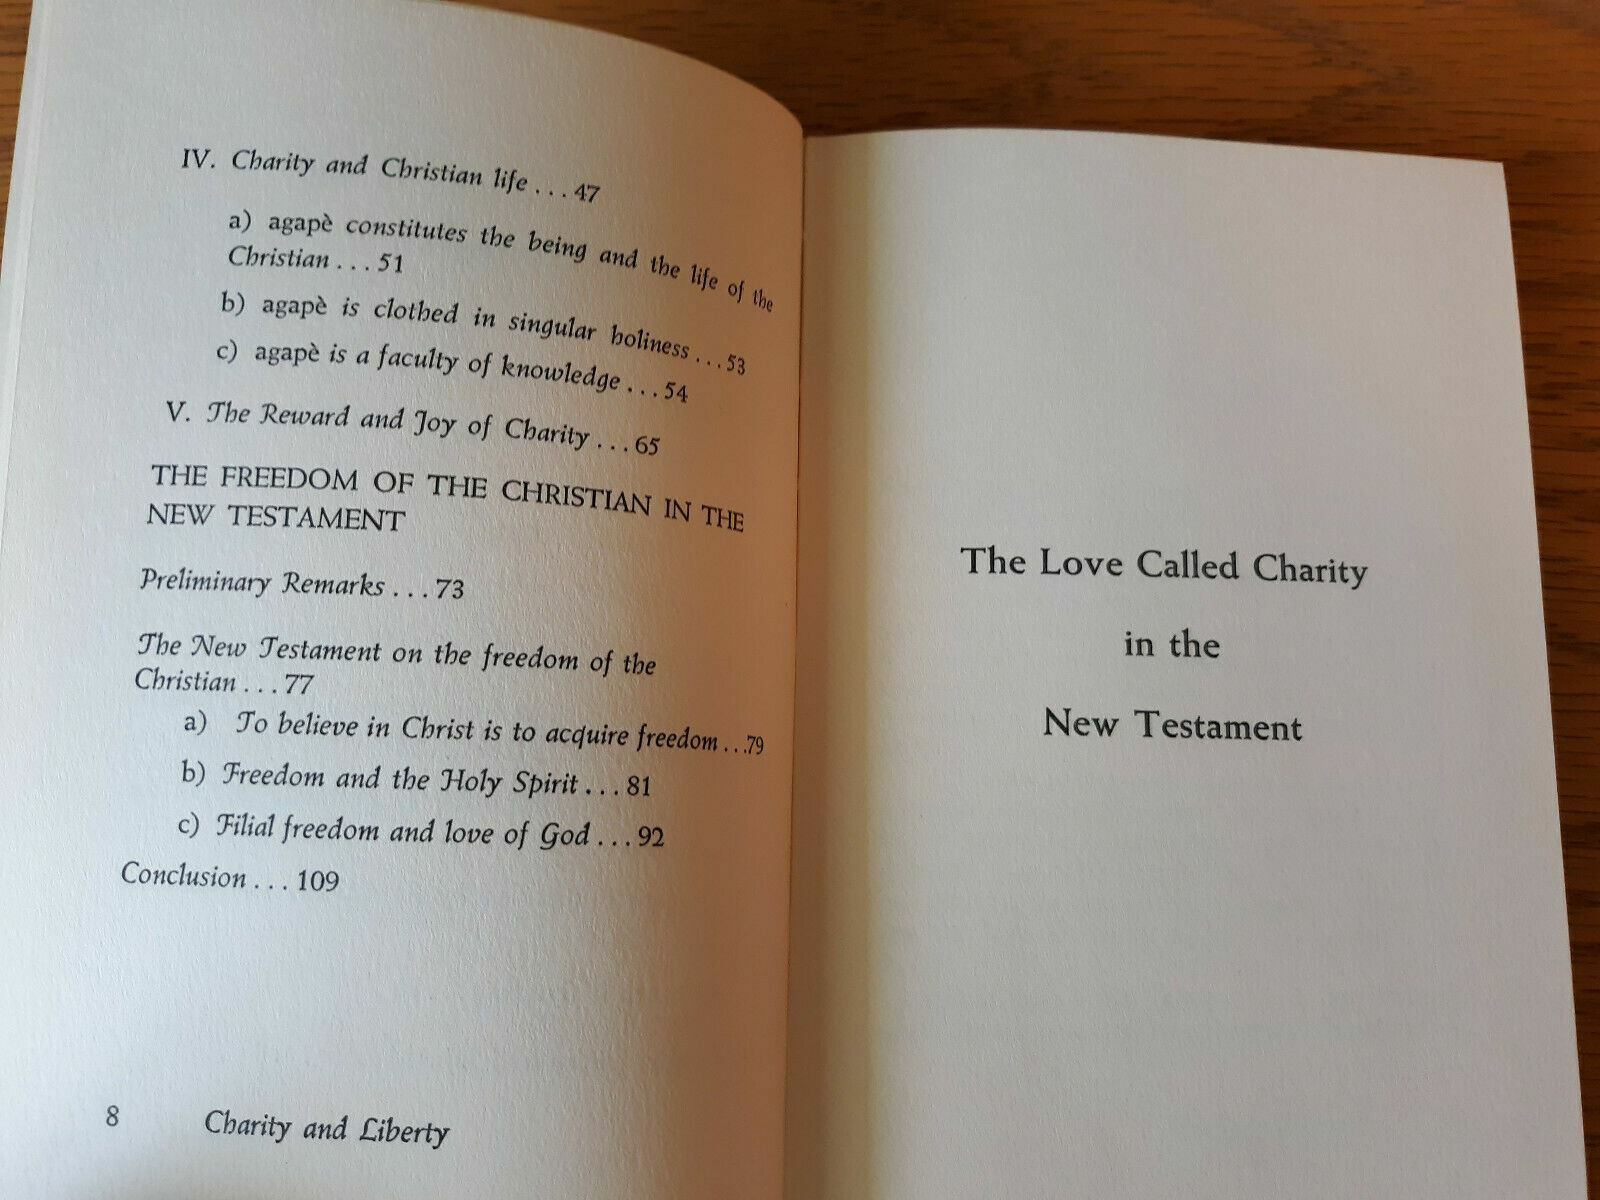 IV. Charity and Christian life . . . 47
a) agapè constitutes the being and the life of the
Christian . . . 51
b) agapè is clothed in singular holiness . . . 53
c) agapè is a faculty of knowledge . . . 54
V. The Reward and Joy of Charity . . . 65
THE FREEDOM OF THE CHRISTIAN IN THE
NEW TESTAMENT
Preliminary Remarks . . . 73
The New Testament on the freedom of the
Christian . . . 77
a) To believe in Christ is to acquire freedom . . .79
b) Freedom and the Holy Spirit . . . 81
c) Filial freedom and love of God . . . 92
Conclusion . . . 109
8 Charity and Liberty
The Love Called Charity
in the
New Testament